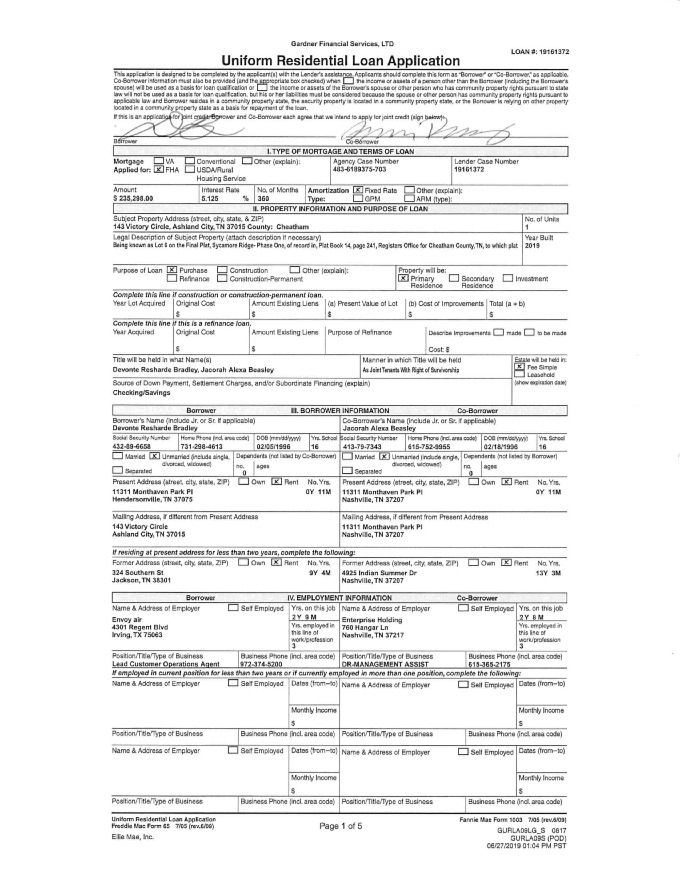 Gardner Financial Services, LTD
LOAN #: 19161372
Uniform Residential Loan Application
This application is designed to be completed by the applicant(s) with the Lender's assistance. Applicants should complete this form as "Borrower" or "Co-Borrower," as applicable.
Co-Borrower information must also be provided (and the appropriate box checked) when the income or assets of a person other than the Borrower (including the Borrower's
spouse) will be used as a basis for loan qualification or the income or assets of the Borrower's spouse or other person who has community property rights pursuant to state
law will not be used as a basis for loan qualification, but his or her liabilities must be considered because the spouse or other person has community property rights pursuant to
applicable law and Borrower resides in a community property state, the security property is located in a community property state, or the Borrower is relying on other property
located in a community property state as a basis for repayment of the loan.
If this is an application for joint credit, Borrower and Co-Borrower each agree that we intend to apply for joint credit (sign below):
Borrower Co-Borrower
I. TYPE OF MORTGAGE AND TERMS OF LOAN
Mortgage VA Conventional Other (explain): Agency Case Number Lender Case Number
Applied for: X FHA USDA/Rural 483-6189375-703 19161372
Housing Service
Amount Interest Rate No. of Months Amortization X Fixed Rate Other (explain):
$ 235,298.00 5.125 % 360 Type: GPM ARM (type):
II. PROPERTY INFORMATION AND PURPOSE OF LOAN
Subject Property Address (street, city, state, & ZIP) No. of Units
143 Victory Circle, Ashland City, TN 37015 County: Cheatham 1
Legal Description of Subject Property (attach description if necessary) Year Built
Being known as Lot 6 on the Final Plat, Sycamore Ridge- Phase One, of record in, Plat Book 14, page 241, Registers Office for Cheatham County,TN, to which plat 2019
Purpose of Loan X Purchase Construction Other (explain): Property will be:
Refinance Construction-Permanent X Primary Residence Secondary Residence Investment
Complete this line if construction or construction-permanent loan.
Year Lot Acquired Original Cost Amount Existing Liens (a) Present Value of Lot (b) Cost of Improvements Total (a + b)
$ $ $ $ $
Complete this line if this is a refinance loan.
Year Acquired Original Cost Amount Existing Liens Purpose of Refinance Describe Improvements made to be made
$ $ Cost: $
Title will be held in what Name(s) Manner in which Title will be held Estate will be held in:
Devonte Resharde Bradley, Jacorah Alexa Beasley As Joint Tenants With Right of Survivorship X Fee Simple
Leasehold
Source of Down Payment, Settlement Charges, and/or Subordinate Financing (explain) (show expiration date)
Checking/Savings
Borrower III. BORROWER INFORMATION Co-Borrower
Borrower's Name (include Jr. or Sr. if applicable) Co-Borrower's Name (include Jr. or Sr. if applicable)
Devonte Resharde Bradley Jacorah Alexa Beasley
Social Security Number Home Phone (incl. area code) DOB (mm/dd/yyyy) Yrs. School Social Security Number Home Phone (incl. area code) DOB (mm/dd/yyyy) Yrs. School
432-89-6658 731-298-4613 02/05/1996 16 413-79-7343 615-752-9955 02/18/1996 16
Married X Unmarried (include single, divorced, widowed) Dependents (not listed by Co-Borrower) Married X Unmarried (include single, divorced, widowed) Dependents (not listed by Borrower)
Separated no. 0 ages Separated no. 0 ages
Present Address (street, city, state, ZIP) Own X Rent No. Yrs. Present Address (street, city, state, ZIP) Own X Rent No. Yrs.
11311 Monthaven Park Pl 0Y 11M 11311 Monthaven Park Pl 0Y 11M
Hendersonville, TN 37075 Nashville, TN 37207
Mailing Address, if different from Present Address Mailing Address, if different from Present Address
143 Victory Circle 11311 Monthaven Park Pl
Ashland City, TN 37015 Nashville, TN 37207
If residing at present address for less than two years, complete the following:
Former Address (street, city, state, ZIP) Own X Rent No. Yrs. Former Address (street, city, state, ZIP) Own X Rent No. Yrs.
324 Southern St 9Y 4M 4925 Indian Summer Dr 13Y 3M
Jackson, TN 38301 Nashville, TN 37207
Borrower IV. EMPLOYMENT INFORMATION Co-Borrower
Name & Address of Employer Self Employed Yrs. on this job Name & Address of Employer Self Employed Yrs. on this job
2 Y 9 M 2Y 8 M
Envoy air Yrs. employed in this line of work/profession Enterprise Holding Yrs. employed in this line of work/profession
4301 Regent Blvd 760 Hangar Ln
Irving, TX 75063 3 Nashville, TN 37217 3
Position/Title/Type of Business Business Phone (incl. area code) Position/Title/Type of Business Business Phone (incl. area code)
Lead Customer Operations Agent 972-374-5200 DR-MANAGEMENT ASSIST 615-365-2175
If employed in current position for less than two years or if currently employed in more than one position, complete the following:
Name & Address of Employer Self Employed Dates (from–to) Name & Address of Employer Self Employed Dates (from–to)
Monthly Income Monthly Income
$ $
Position/Title/Type of Business Business Phone (incl. area code) Position/Title/Type of Business Business Phone (incl. area code)
Name & Address of Employer Self Employed Dates (from–to) Name & Address of Employer Self Employed Dates (from–to)
Monthly Income Monthly Income
$ $
Position/Title/Type of Business Business Phone (incl. area code) Position/Title/Type of Business Business Phone (incl. area code)
Uniform Residential Loan Application Fannie Mae Form 1003 7/05 (rev.6/09)
Freddie Mac Form 65 7/05 (rev.6/09) Page 1 of 5
Ellie Mae, Inc. GURLA09LG_S 0817
GURLA09S (POD)
06/27/2019 01:04 PM PST